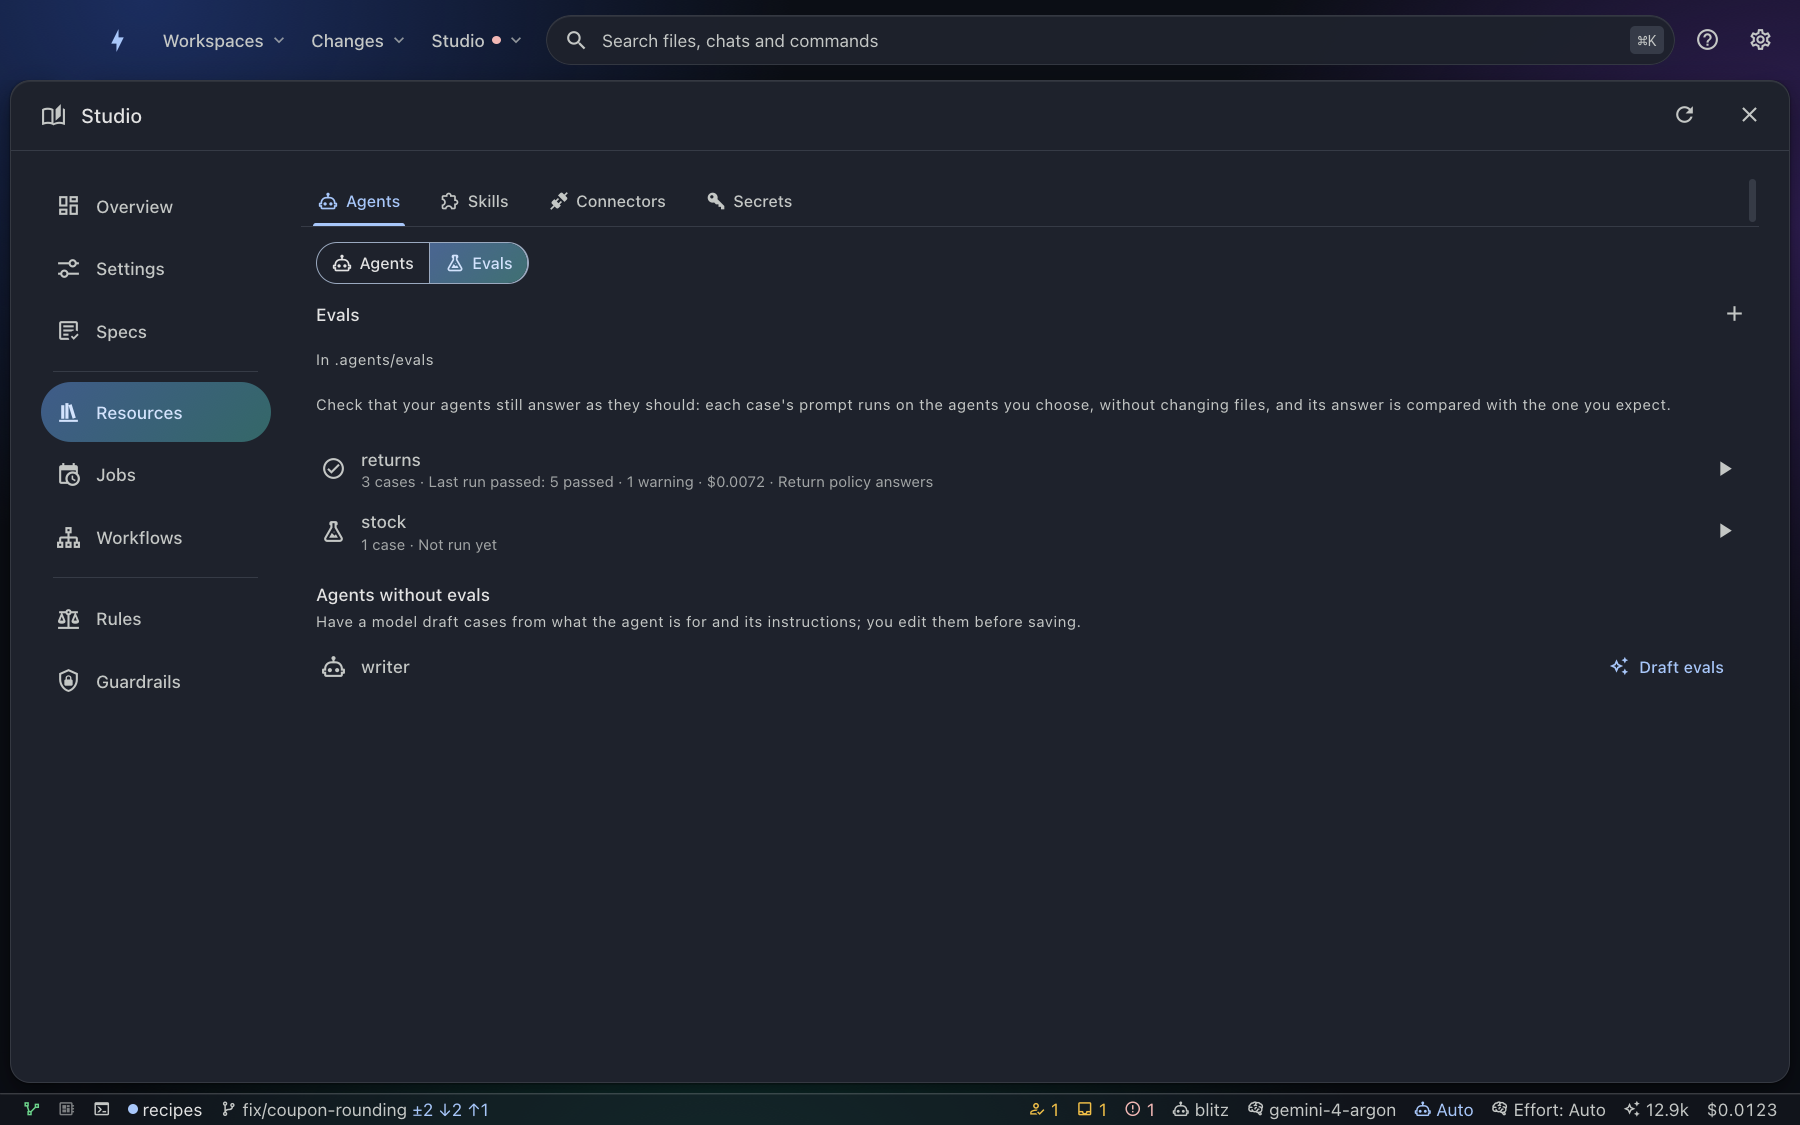 Workspaces Changes Studio Search files, chats and commands ⌘K
Studio
Overview
Settings
Specs
Resources
Jobs
Workflows
Rules
Guardrails
Agents Skills Connectors Secrets
Agents Evals
Evals
In .agents/evals
Check that your agents still answer as they should: each case's prompt runs on the agents you choose, without changing files, and its answer is compared with the one you expect.
returns
3 cases · Last run passed: 5 passed · 1 warning · $0.0072 · Return policy answers
stock
1 case · Not run yet
Agents without evals
Have a model draft cases from what the agent is for and its instructions; you edit them before saving.
writer Draft evals
recipes fix/coupon-rounding ±2 ↓2 ↑1 1 1 1 blitz gemini-4-argon Auto Effort: Auto 12.9k $0.0123